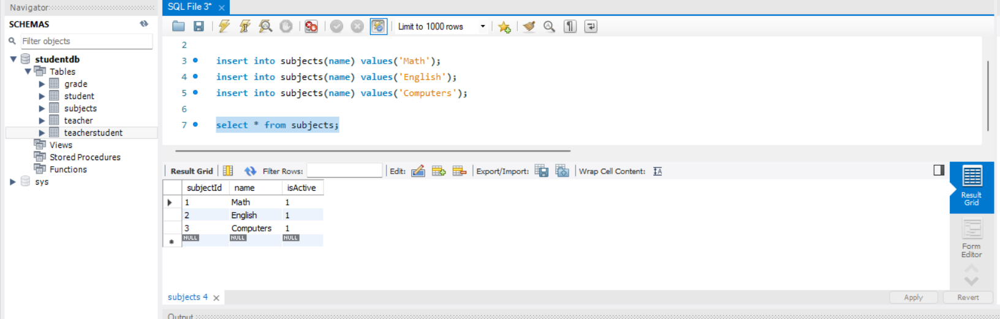 Navigator
SCHEMAS
Filter objects
studentdb
Tables
grade
student
subjects
teacher
teacherstudent
Views
Stored Procedures
Functions
sys
SQL File 3*
Limit to 1000 rows
2
3 insert into subjects(name) values('Math');
4 insert into subjects(name) values('English');
5 insert into subjects(name) values('Computers');
6
7 select * from subjects;
Result Grid Filter Rows: Edit: Export/Import: Wrap Cell Content: IA
subjectId name isActive
1 Math 1
2 English 1
3 Computers 1
NULL NULL NULL
Result
Grid
Form
Editor
subjects 4
Apply Revert
Output